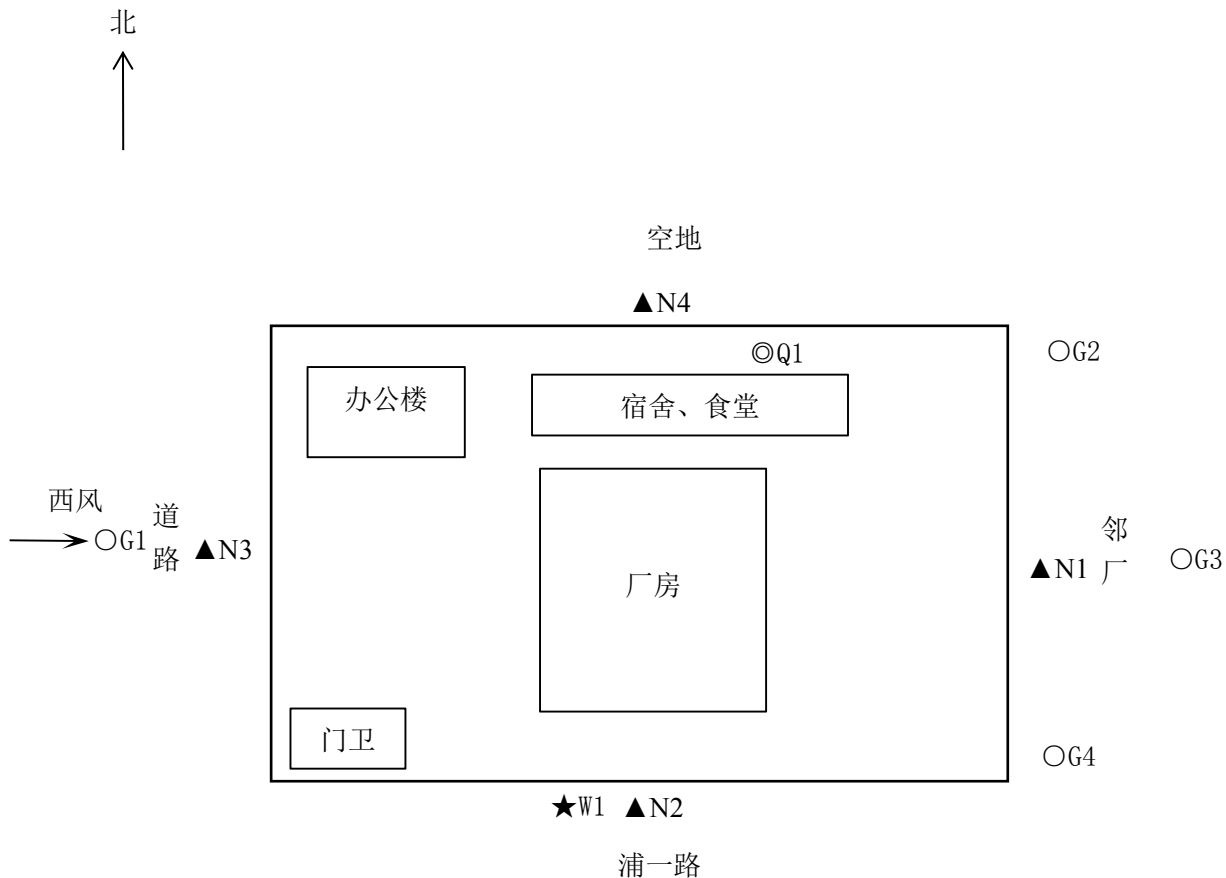 北
空地
▲N4
◎Q1
○G2
办公楼
宿舍、食堂
西风
○G1
道路
▲N3
厂房
▲N1
邻厂
○G3
门卫
○G4
★W1
▲N2
浦一路